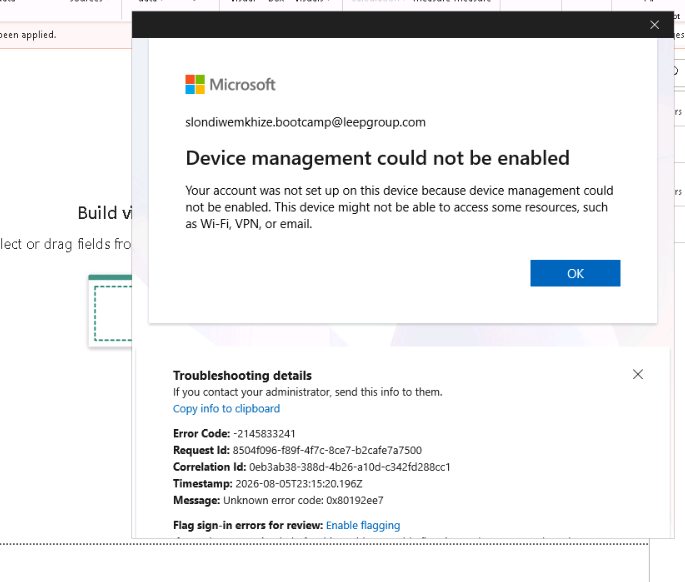 been applied.
Microsoft
slondiwemkhize.bootcamp@leepgroup.com
Device management could not be enabled
Your account was not set up on this device because device management could
not be enabled. This device might not be able to access some resources, such
as Wi-Fi, VPN, or email.
OK
Build vi
lect or drag fields fro
Troubleshooting details
If you contact your administrator, send this info to them.
Copy info to clipboard
Error Code: -2145833241
Request Id: 8504f096-f89f-4f7c-8ce7-b2cafe7a7500
Correlation Id: 0eb3ab38-388d-4b26-a10d-c342fd288cc1
Timestamp: 2026-08-05T23:15:20.196Z
Message: Unknown error code: 0x80192ee7
Flag sign-in errors for review: Enable flagging